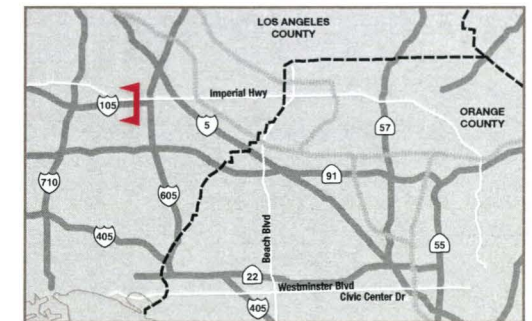 LOS ANGELES
COUNTY
Imperial Hwy
105
5
57
ORANGE
COUNTY
91
710
605
405
Beach Blvd
55
22
Westminster Blvd
Civic Center Dr
405